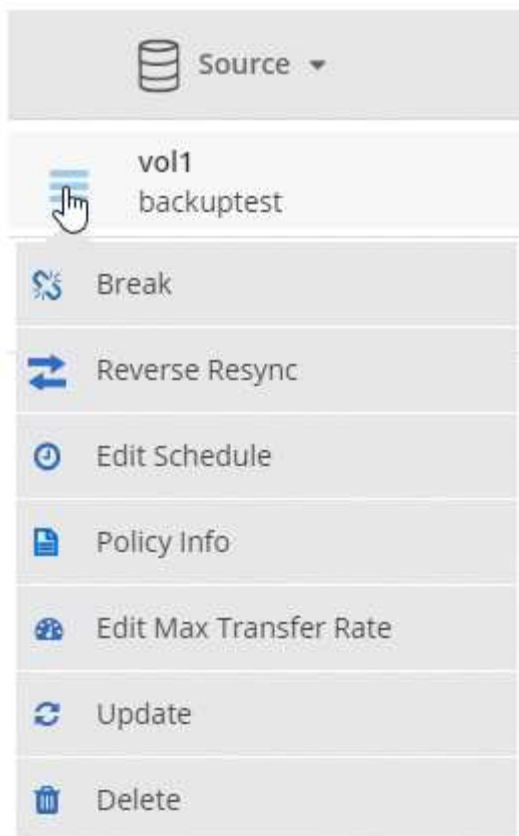 Source
vol1
backuptest
Break
Reverse Resync
Edit Schedule
Policy Info
Edit Max Transfer Rate
Update
Delete